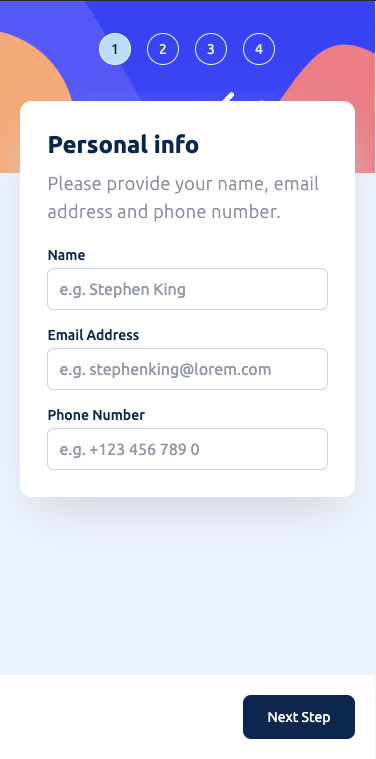 1 2 3 4
Personal info
Please provide your name, email
address and phone number.
Name
e.g. Stephen King
Email Address
e.g. stephenking@lorem.com
Phone Number
e.g. +123 456 789 0
Next Step